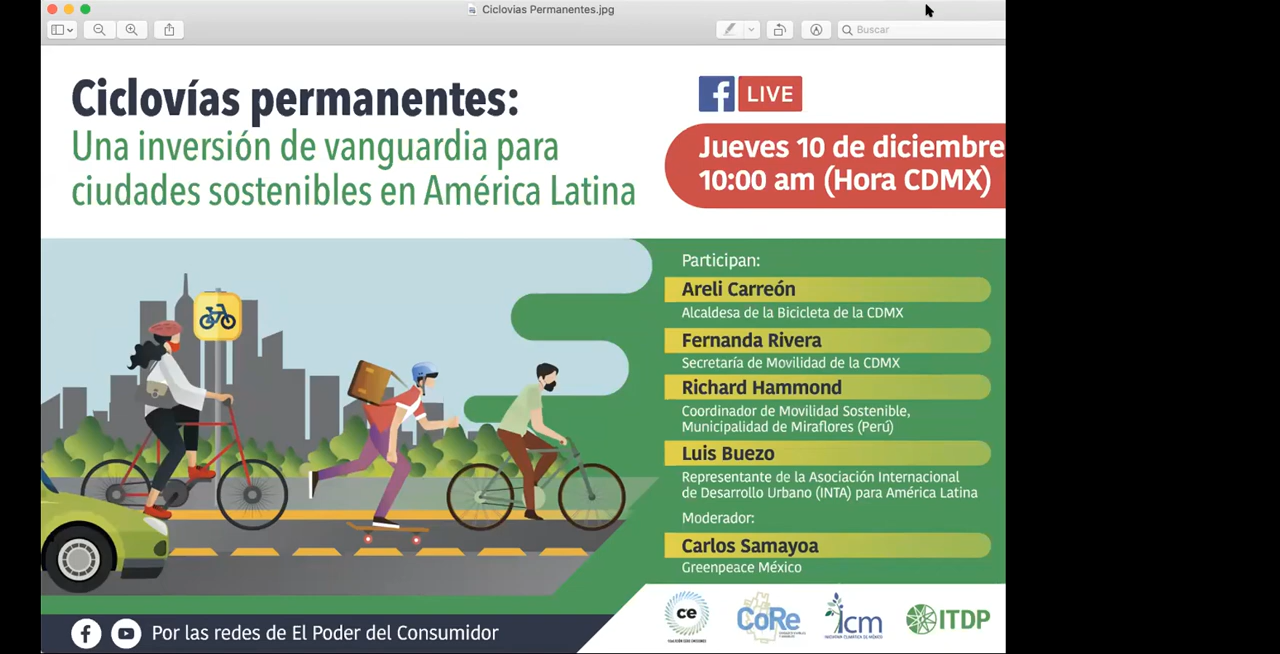 Ciclovias Permanentes.jpg
Buscar
Ciclovías permanentes:
Una inversión de vanguardia para
ciudades sostenibles en América Latina
f LIVE
Jueves 10 de diciembre
10:00 am (Hora CDMX)
Participan:
Areli Carreón
Alcaldesa de la Bicicleta de la CDMX
Fernanda Rivera
Secretaría de Movilidad de la CDMX
Richard Hammond
Coordinador de Movilidad Sostenible,
Municipalidad de Miraflores (Perú)
Luis Buezo
Representante de la Asociación Internacional
de Desarrollo Urbano (INTA) para América Latina
Moderador:
Carlos Samayoa
Greenpeace México
Por las redes de El Poder del Consumidor
ce
CoRe
icm
ITDP